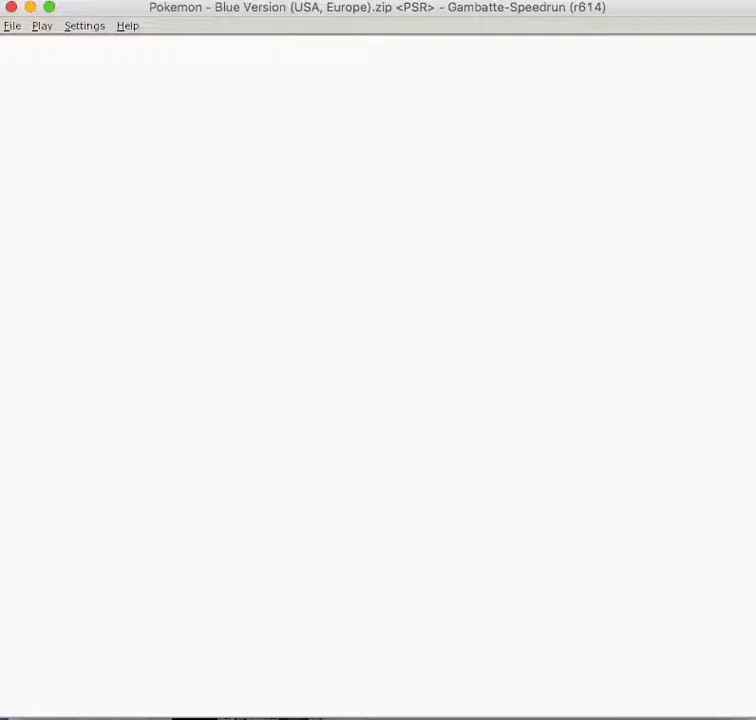 Pokemon - Blue Version (USA, Europe).zip <PSR> - Gambatte-Speedrun (r614)
File Play Settings Help